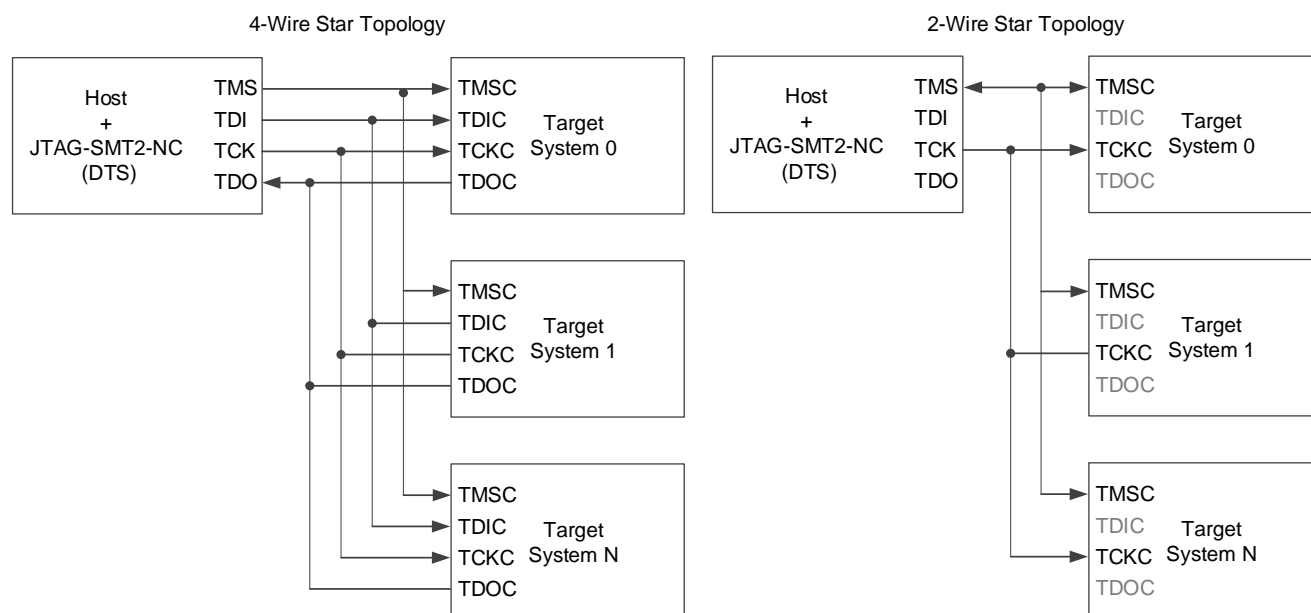 4-Wire Star Topology
Host
+
JTAG-SMT2-NC
(DTS)
TMS
TDI
TCK
TDO
TMSC
TDIC
TCKC
TDOC
Target
System 0
TMSC
TDIC
TCKC
TDOC
Target
System 1
TMSC
TDIC
TCKC
TDOC
Target
System N
2-Wire Star Topology
Host
+
JTAG-SMT2-NC
(DTS)
TMS
TDI
TCK
TDO
TMSC
TDIC
TCKC
TDOC
Target
System 0
TMSC
TDIC
TCKC
TDOC
Target
System 1
TMSC
TDIC
TCKC
TDOC
Target
System N